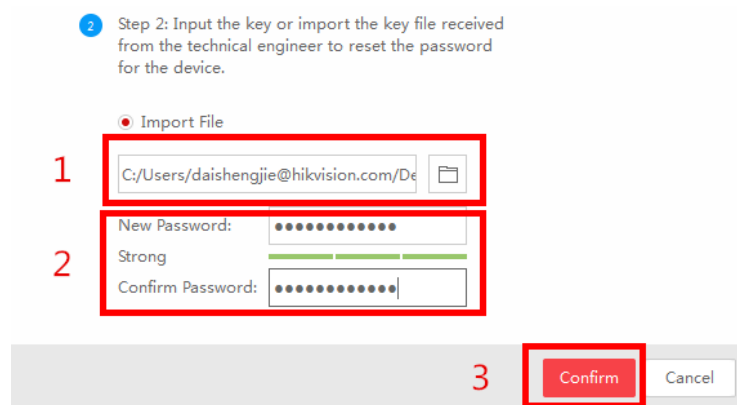 2 Step 2: Input the key or import the key file received
from the technical engineer to reset the password
for the device.
Import File
1 C:/Users/daishengjie@hikvision.com/De
New Password: ●●●●●●●●●●●●
2 Strong
Confirm Password: ●●●●●●●●●●●●
3 Confirm Cancel